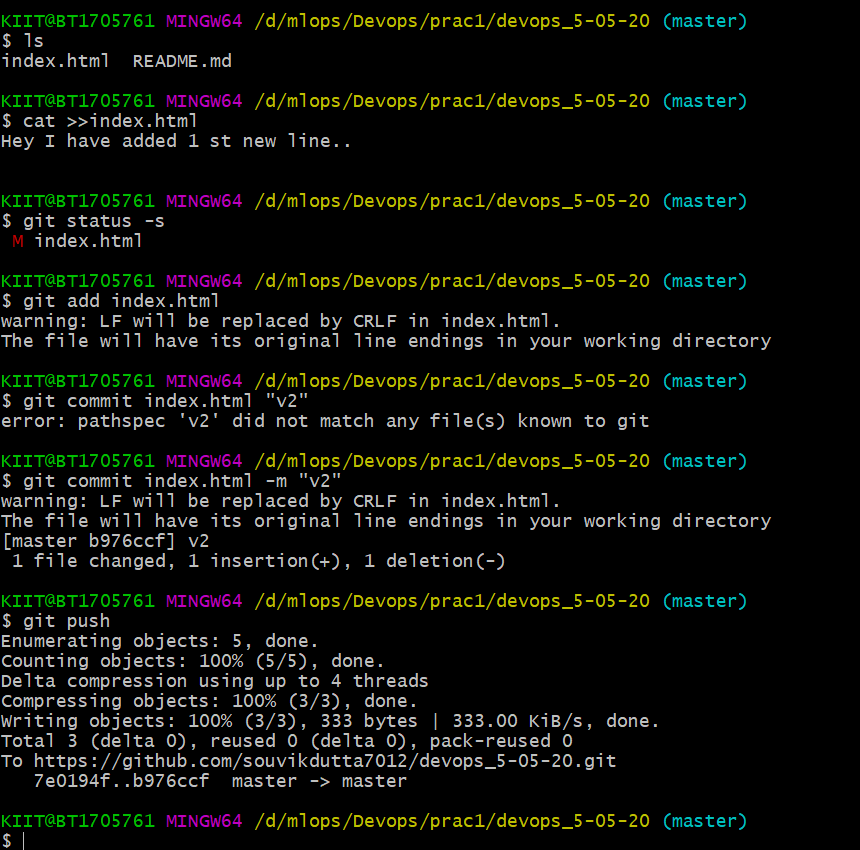 KIIT@BT1705761 MINGW64 /d/mlops/Devops/prac1/devops_5-05-20 (master)
$ ls
index.html  README.md
KIIT@BT1705761 MINGW64 /d/mlops/Devops/prac1/devops_5-05-20 (master)
$ cat >>index.html
Hey I have added 1 st new line..
KIIT@BT1705761 MINGW64 /d/mlops/Devops/prac1/devops_5-05-20 (master)
$ git status -s
 M index.html
KIIT@BT1705761 MINGW64 /d/mlops/Devops/prac1/devops_5-05-20 (master)
$ git add index.html
warning: LF will be replaced by CRLF in index.html.
The file will have its original line endings in your working directory
KIIT@BT1705761 MINGW64 /d/mlops/Devops/prac1/devops_5-05-20 (master)
$ git commit index.html "v2"
error: pathspec 'v2' did not match any file(s) known to git
KIIT@BT1705761 MINGW64 /d/mlops/Devops/prac1/devops_5-05-20 (master)
$ git commit index.html -m "v2"
warning: LF will be replaced by CRLF in index.html.
The file will have its original line endings in your working directory
[master b976ccf] v2
 1 file changed, 1 insertion(+), 1 deletion(-)
KIIT@BT1705761 MINGW64 /d/mlops/Devops/prac1/devops_5-05-20 (master)
$ git push
Enumerating objects: 5, done.
Counting objects: 100% (5/5), done.
Delta compression using up to 4 threads
Compressing objects: 100% (3/3), done.
Writing objects: 100% (3/3), 333 bytes | 333.00 KiB/s, done.
Total 3 (delta 0), reused 0 (delta 0), pack-reused 0
To https://github.com/souvikdutta7012/devops_5-05-20.git
   7e0194f..b976ccf  master -> master
KIIT@BT1705761 MINGW64 /d/mlops/Devops/prac1/devops_5-05-20 (master)
$